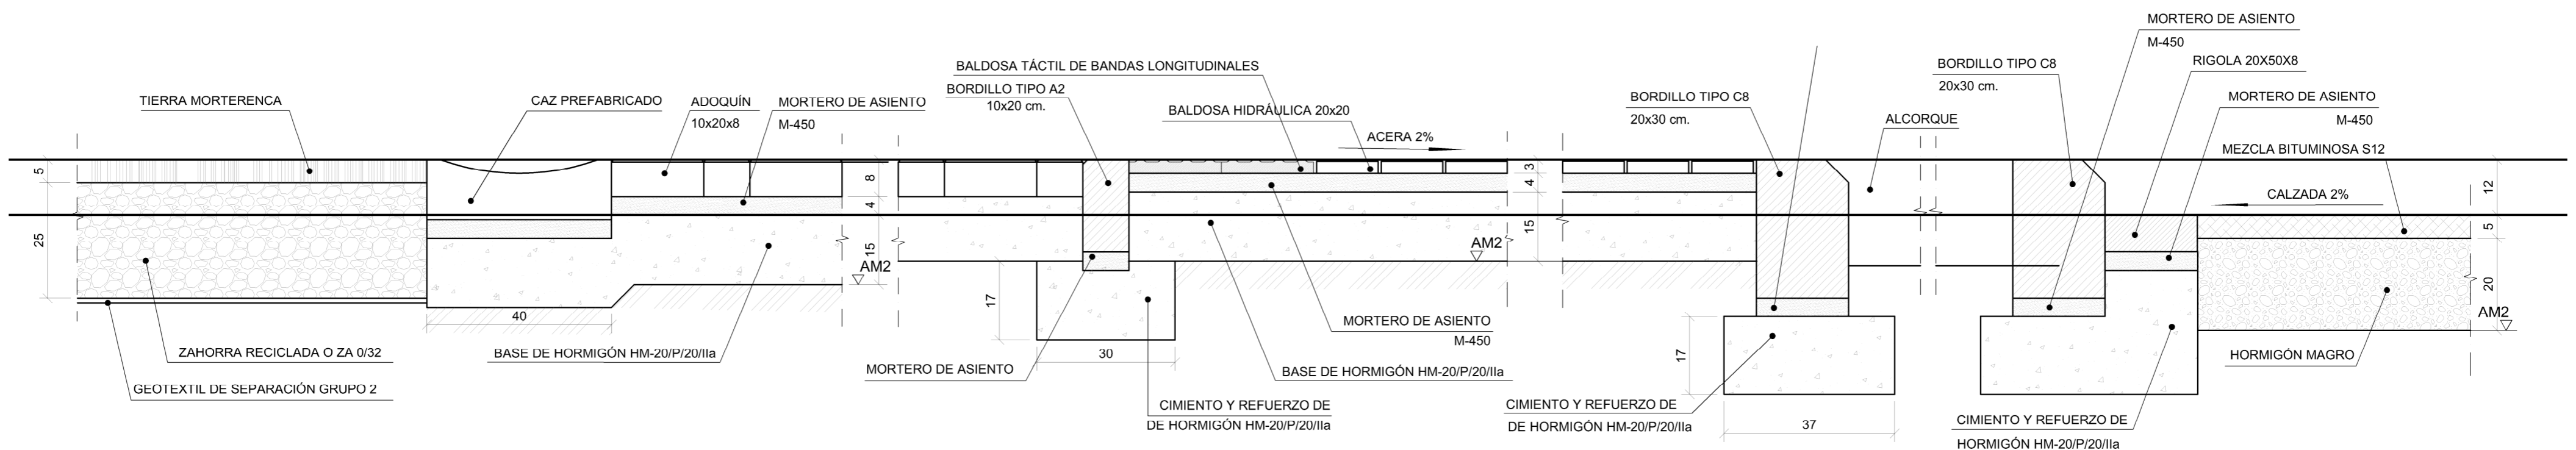 MORTERO DE ASIENTO
M-450
BORDILLO TIPO C8
20x30 cm.
RIGOLA 20X50X8
BALDOSA TÁCTIL DE BANDAS LONGITUDINALES
BORDILLO TIPO A2
10x20 cm.
TIERRA MORTERENCA
CAZ PREFABRICADO
ADOQUÍN
10x20x8
MORTERO DE ASIENTO
M-450
BALDOSA HIDRÁULICA 20x20
BORDILLO TIPO C8
20x30 cm.
MORTERO DE ASIENTO
M-450
ALCORQUE
ACERA 2%
MEZCLA BITUMINOSA S12
CALZADA 2%
5
25
8
4
15
3
4
15
12
5
20
AM2
AM2
AM2
40
17
30
17
37
ZAHORRA RECICLADA O ZA 0/32
GEOTEXTIL DE SEPARACIÓN GRUPO 2
BASE DE HORMIGÓN HM-20/P/20/IIa
MORTERO DE ASIENTO
MORTERO DE ASIENTO
M-450
BASE DE HORMIGÓN HM-20/P/20/IIa
CIMIENTO Y REFUERZO DE
DE HORMIGÓN HM-20/P/20/IIa
CIMIENTO Y REFUERZO DE
DE HORMIGÓN HM-20/P/20/IIa
HORMIGÓN MAGRO
CIMIENTO Y REFUERZO DE
HORMIGÓN HM-20/P/20/IIa